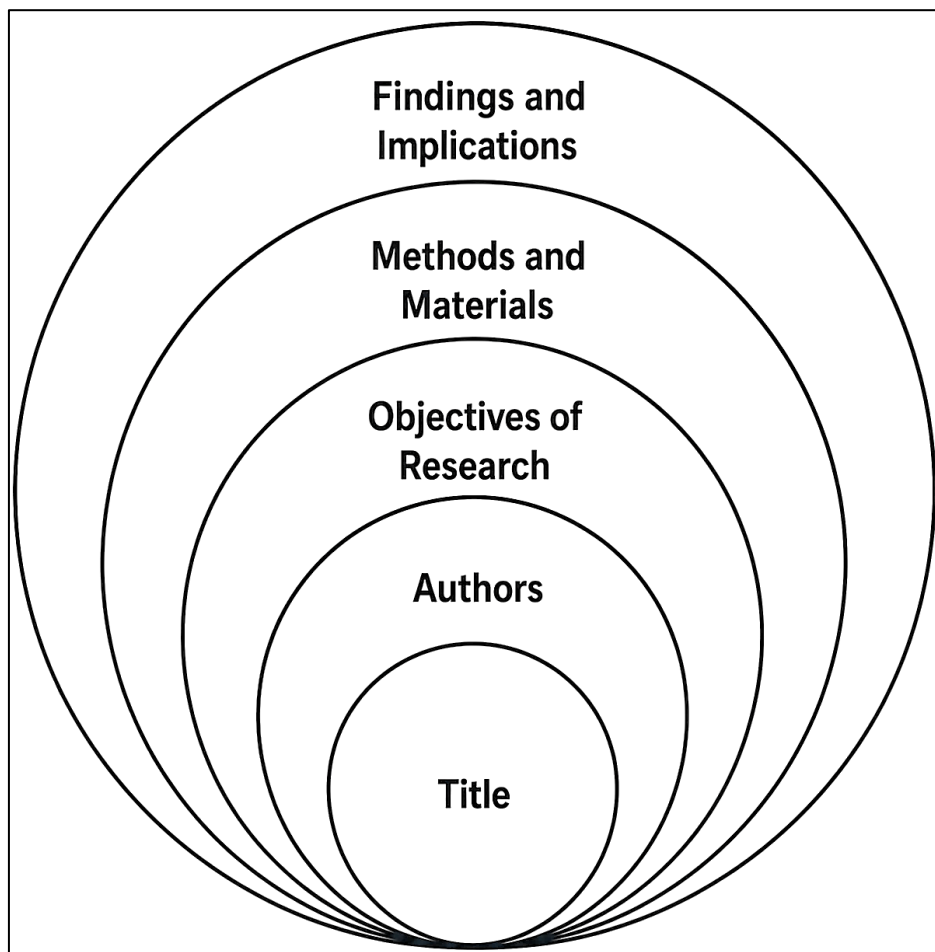 Findings and
Implications
Methods and
Materials
Objectives of
Research
Authors
Title